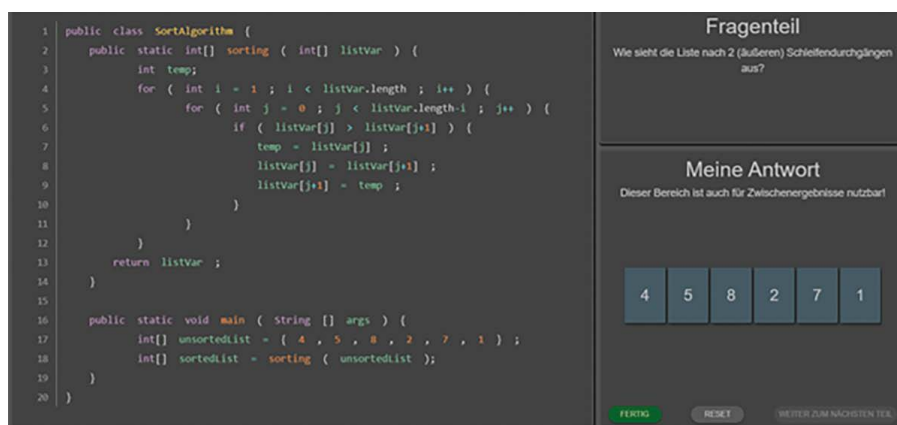 1 public class SortAlgorithm {
2 public static int[] sorting ( int[] listVar ) {
3 int temp;
4 for ( int i = 1 ; i < listVar.length ; i++ ) {
5 for ( int j = 0 ; j < listVar.length-i ; j++ ) {
6 if ( listVar[j] > listVar[j+1] ) {
7 temp = listVar[j] ;
8 listVar[j] = listVar[j+1] ;
9 listVar[j+1] = temp ;
10 }
11 }
12 }
13 return listVar ;
14 }
15
16 public static void main ( String [] args ) {
17 int[] unsortedList = { 4 , 5 , 8 , 2 , 7 , 1 } ;
18 int[] sortedList = sorting ( unsortedList );
19 }
20 }
Fragenteil
Wie sieht die Liste nach 2 (äußeren) Schleifendurchgängen
aus?
Meine Antwort
Dieser Bereich ist auch für Zwischenergebnisse nutzbar!
4 5 8 2 7 1
FERTIG RESET WEITER ZUM NÄCHSTEN TEIL